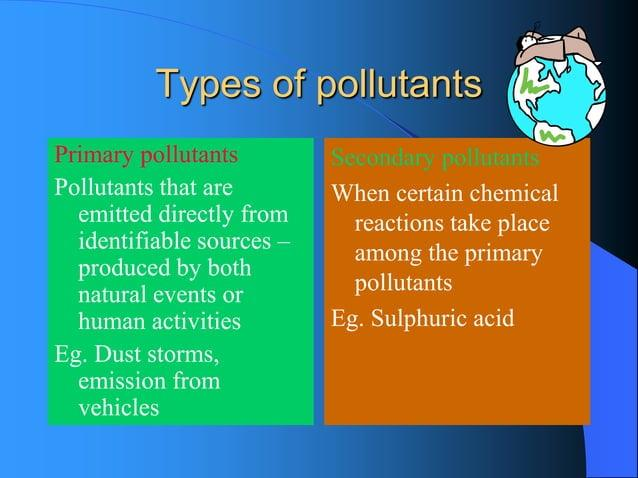 Types of pollutants
Primary pollutants
Pollutants that are
emitted directly from
identifiable sources –
produced by both
natural events or
human activities
Eg. Dust storms,
emission from
vehicles
Secondary pollutants
When certain chemical
reactions take place
among the primary
pollutants
Eg. Sulphuric acid